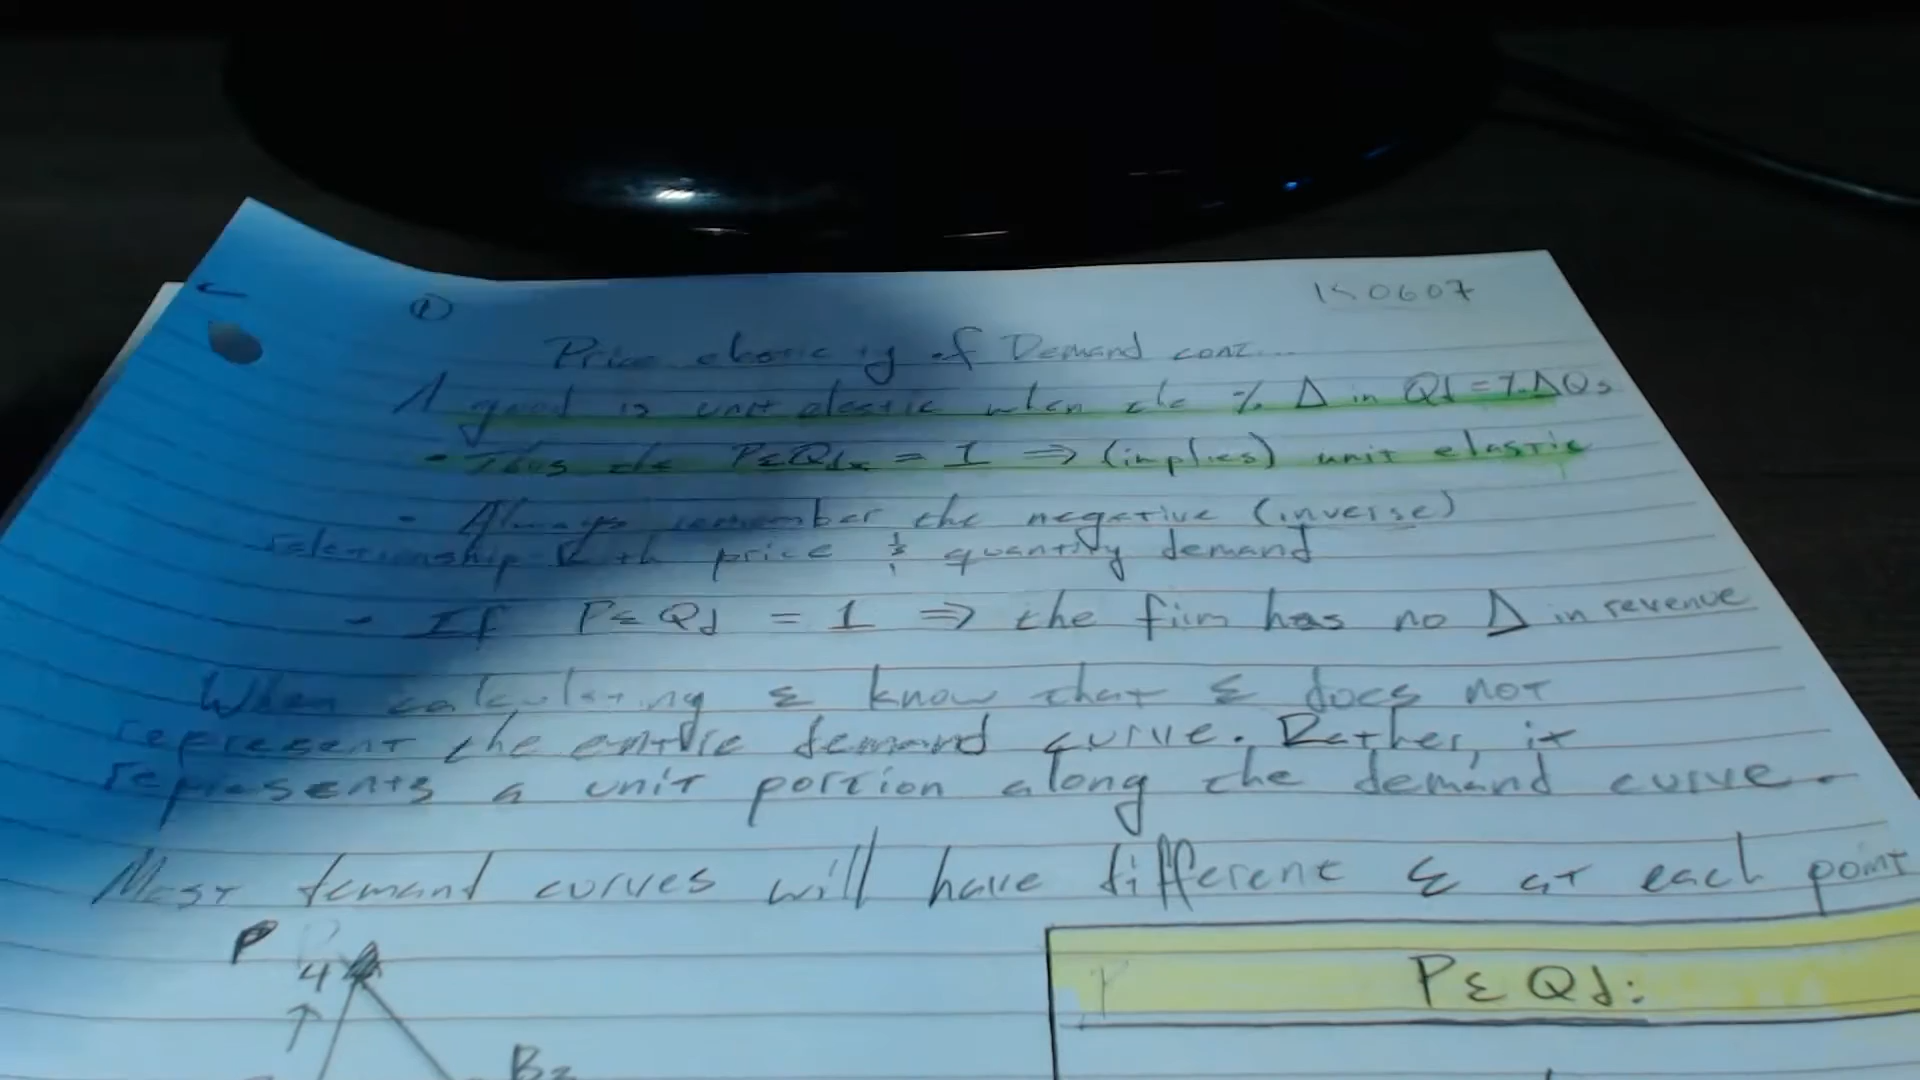 ①
150607
Price elasticity of Demand cont...
A good is unit elastic when the % Δ in Qd = %ΔQs
- Thus the PεQdx = 1 ⇒ (implies) unit elastic
- Always remember the negative (inverse)
relationship with price & quantity demand
- If PεQd = 1 ⇒ the firm has no Δ in revenue
When calculating ε know that ε does not
represent the entire demand curve. Rather, it
represents a unit portion along the demand curve.
Most demand curves will have different ε at each point
P
4
↑
B2
P
PεQd: